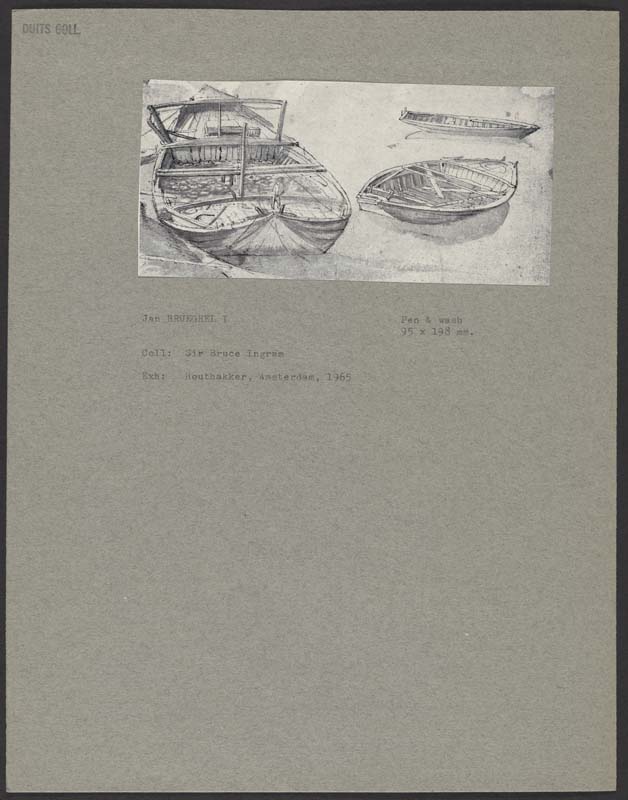 DUITS COLL.
Jan BRUEGHEL I
Pen & wash
95 x 198 mm.
Coll: Sir Bruce Ingram
Exh: Houthakker, Amsterdam, 1965